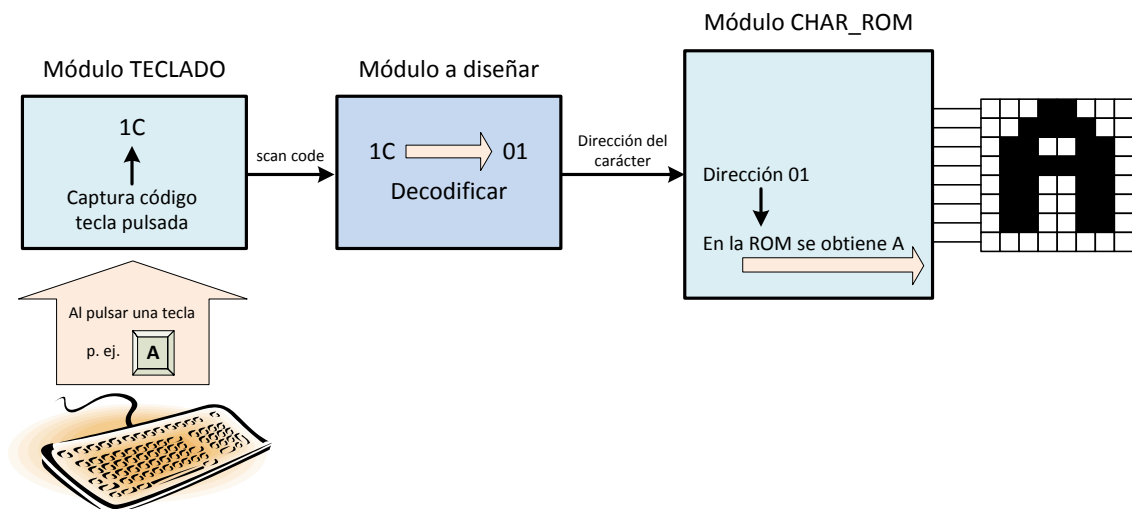 Módulo TECLADO
1C
Captura código
tecla pulsada
Al pulsar una tecla
p. ej.
A
scan code
Módulo a diseñar
1C
01
Decodificar
Dirección del
carácter
Módulo CHAR_ROM
Dirección 01
En la ROM se obtiene A